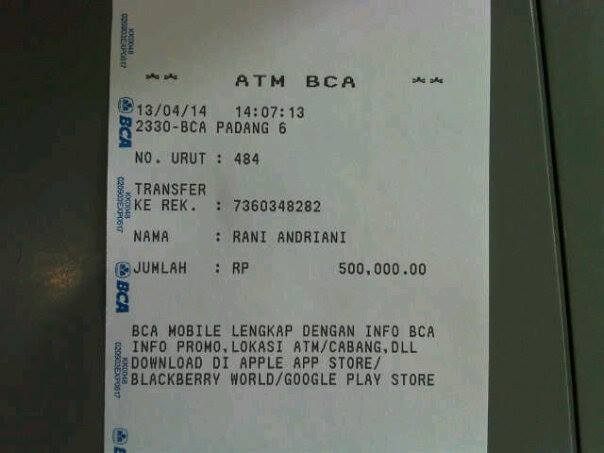 ATM BCA
13/04/14 14:07:13
2330-BCA PADANG 6
NO. URUT : 484
TRANSFER
KE REK. : 7360348282
NAMA : RANI ANDRIANI
JUMLAH : RP 500,000.00
BCA MOBILE LENGKAP DENGAN INFO BCA
INFO PROMO,LOKASI ATM/CABANG,DLL
DOWNLOAD DI APPLE APP STORE/
BLACKBERRY WORLD/GOOGLE PLAY STORE
BCA
BCA
BCA